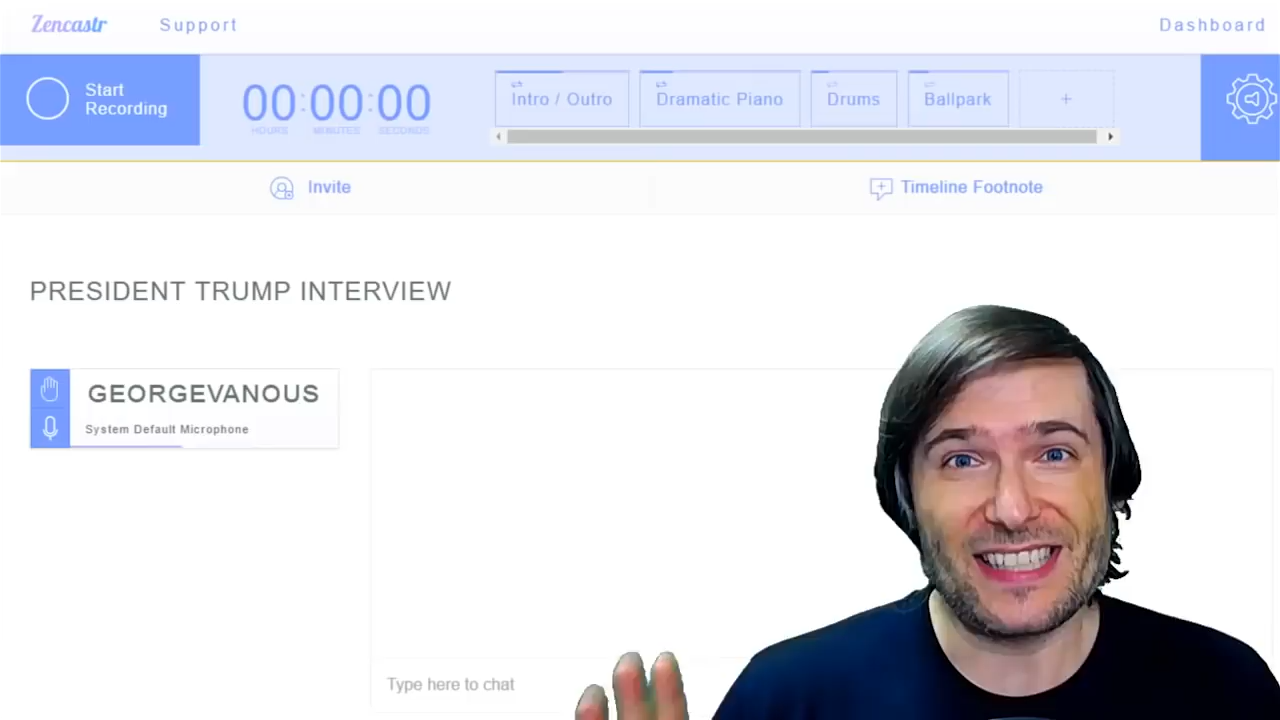 Zencastr Support Dashboard
Start
Recording
00:00:00
HOURS MINUTES SECONDS
Intro / Outro Dramatic Piano Drums Ballpark +
Invite Timeline Footnote
PRESIDENT TRUMP INTERVIEW
GEORGEVANOUS
System Default Microphone
Type here to chat